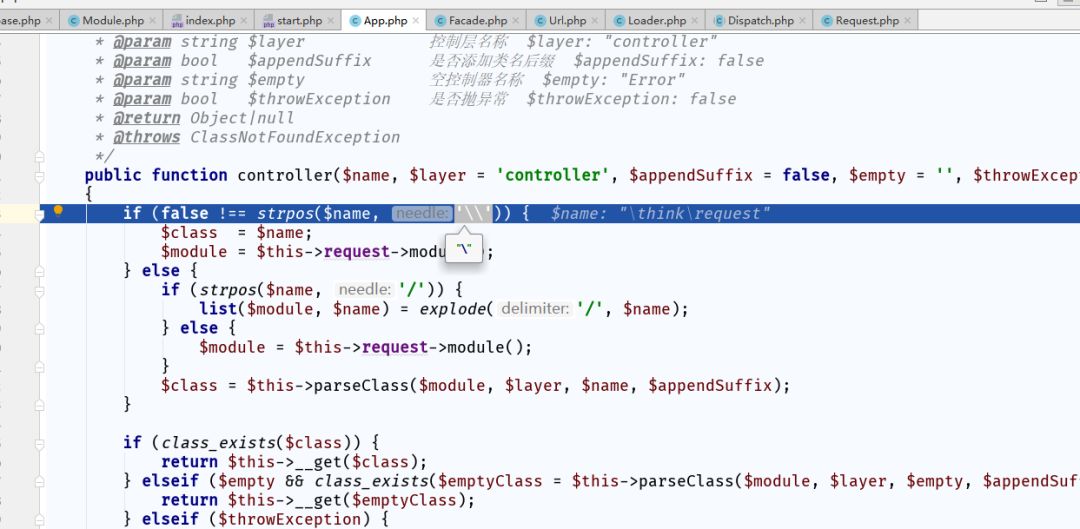 ase.php Module.php index.php start.php App.php Facade.php Url.php Loader.php Dispatch.php Request.php
* @param string $layer 控制层名称 $layer: "controller"
* @param bool $appendSuffix 是否添加类名后缀 $appendSuffix: false
* @param string $empty 空控制器名称 $empty: "Error"
* @param bool $throwException 是否抛异常 $throwException: false
* @return Object|null
* @throws ClassNotFoundException
*/
public function controller($name, $layer = 'controller', $appendSuffix = false, $empty = '', $throwExcep
{
if (false !== strpos($name, needle: '\\')) { $name: "\think\request"
$class = $name;
$module = $this->request->modu ;
"\"
} else {
if (strpos($name, needle: '/')) {
list($module, $name) = explode( delimiter: '/', $name);
} else {
$module = $this->request->module();
}
$class = $this->parseClass($module, $layer, $name, $appendSuffix);
}
if (class_exists($class)) {
return $this->__get($class);
} elseif ($empty && class_exists($emptyClass = $this->parseClass($module, $layer, $empty, $appendSuf
return $this->__get($emptyClass);
} elseif ($throwException) {